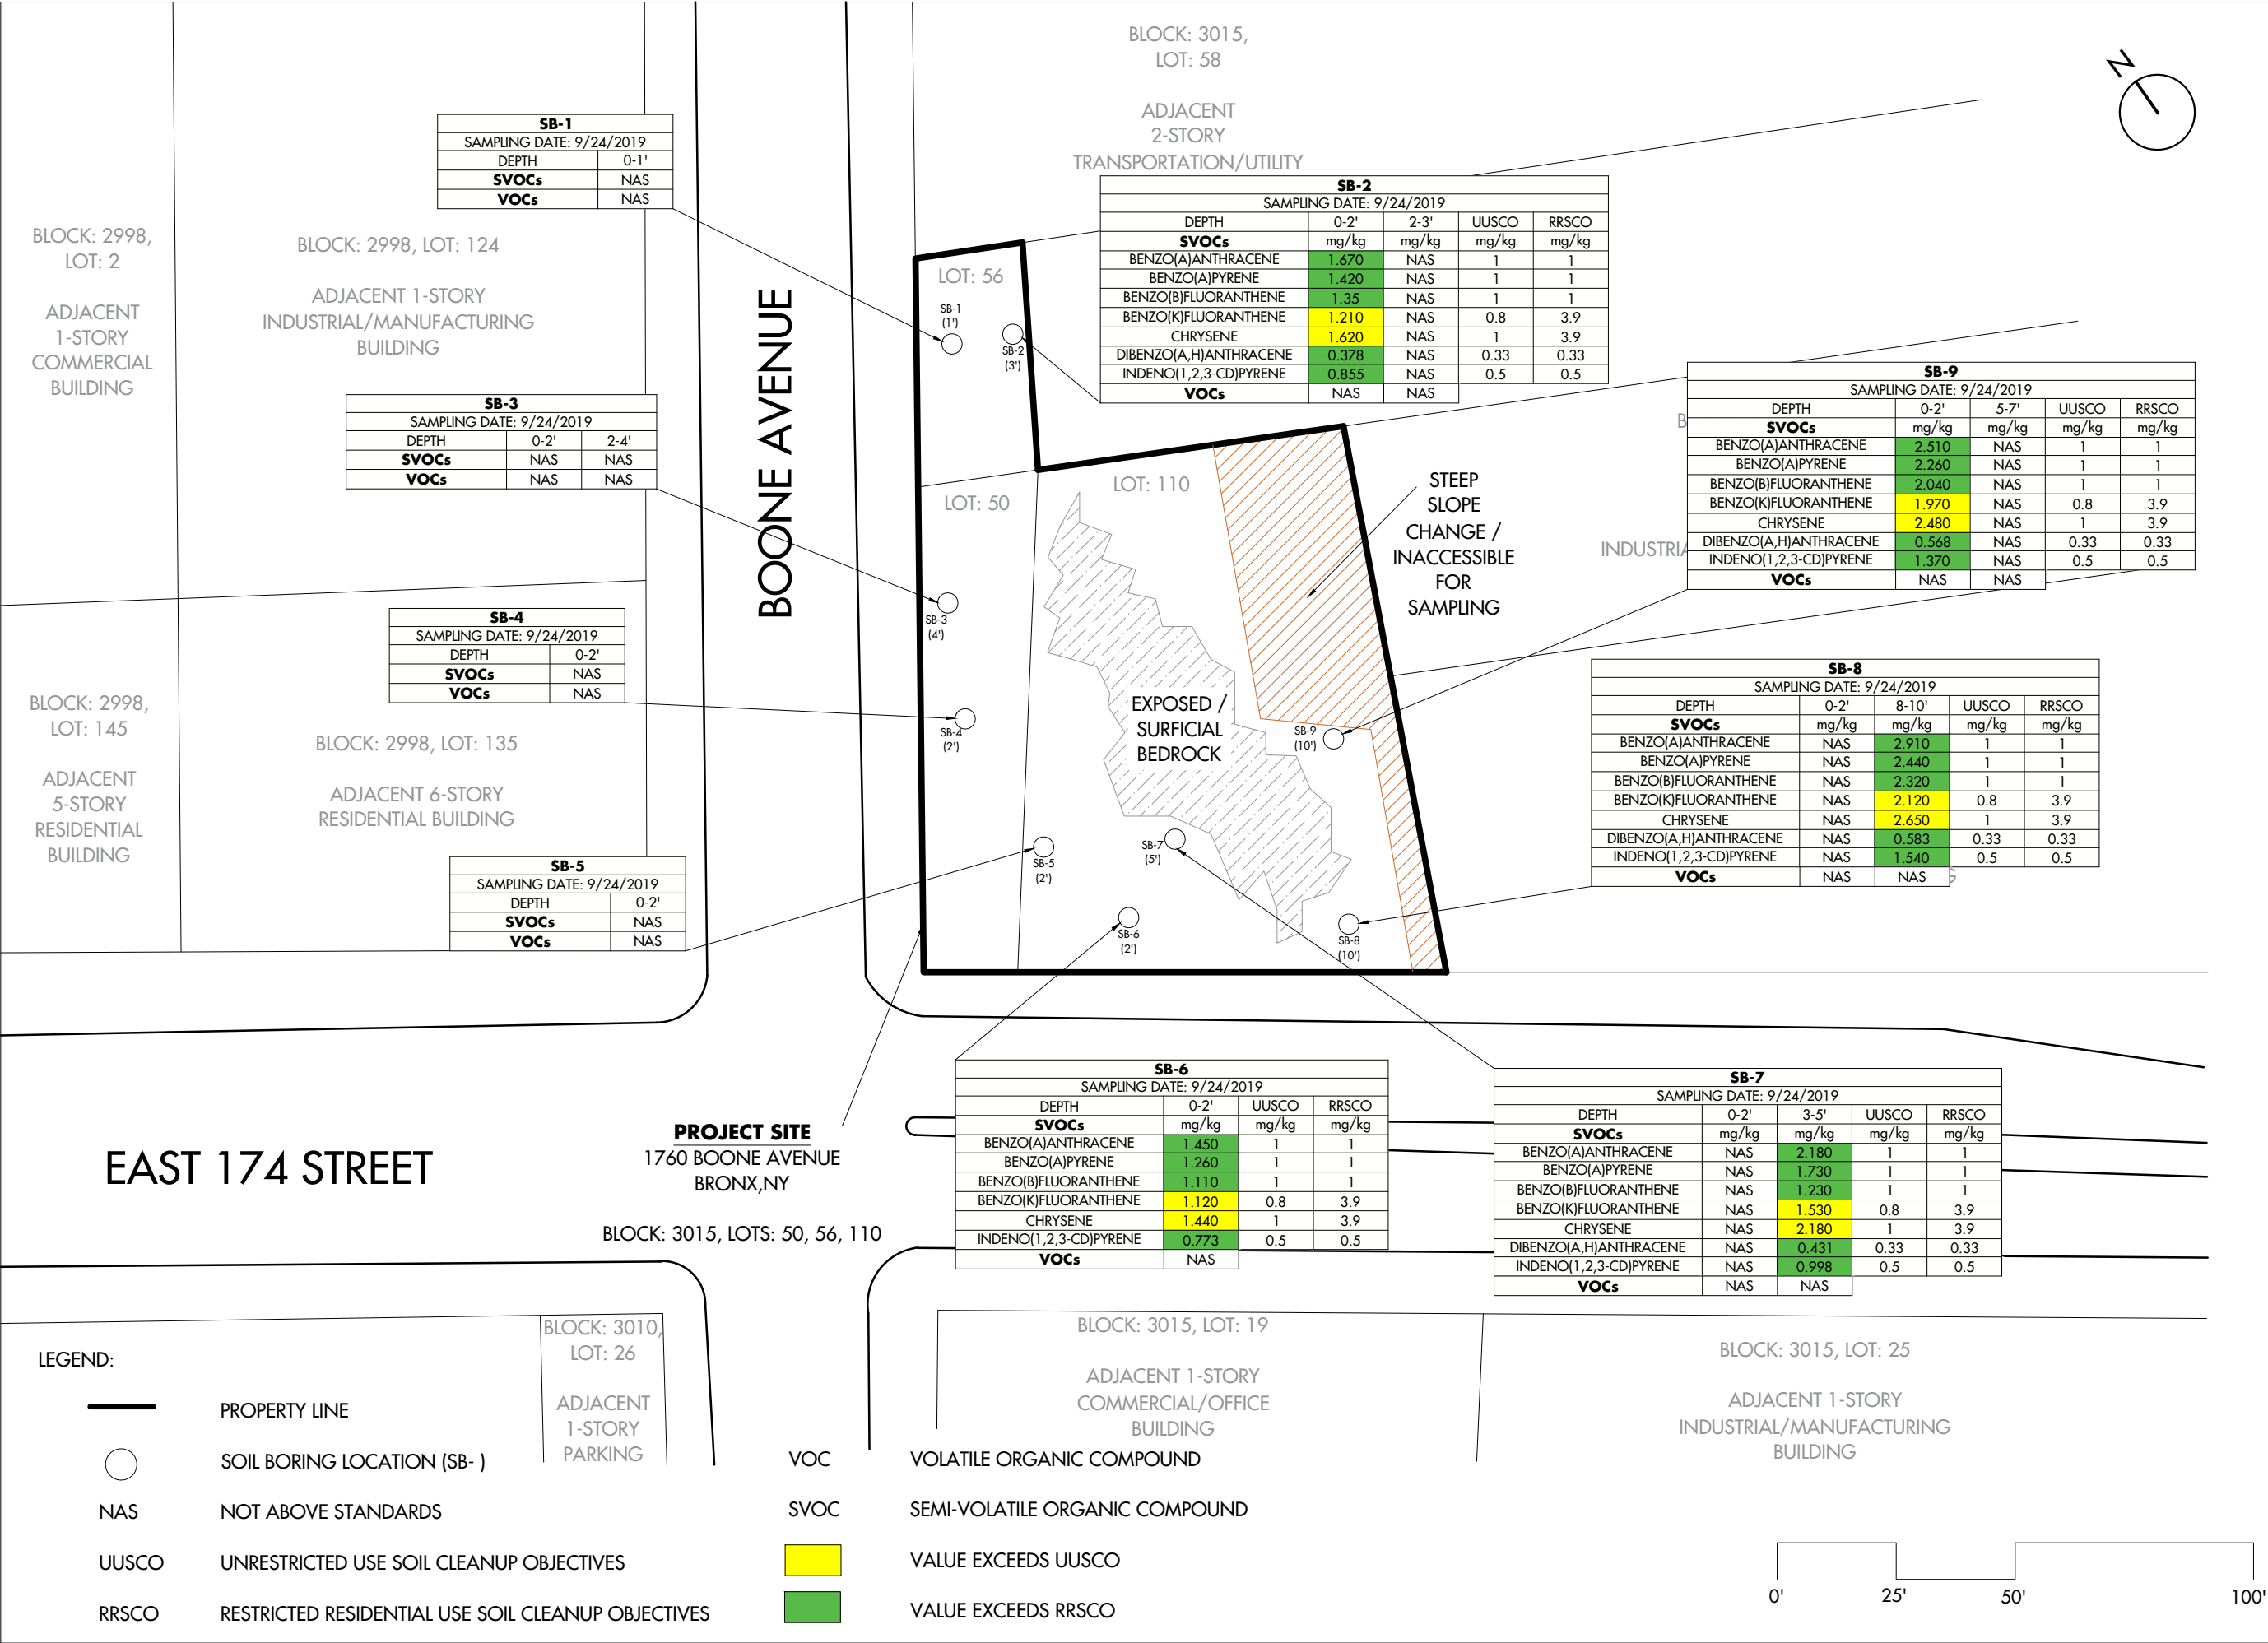 BLOCK: 3015,
LOT: 58
ADJACENT
2-STORY
TRANSPORTATION/UTILITY
N
SB-1
SAMPLING DATE: 9/24/2019
DEPTH 0-1'
SVOCs NAS
VOCs NAS
SB-2
SAMPLING DATE: 9/24/2019
DEPTH 0-2' 2-3' UUSCO RRSCO
SVOCs mg/kg mg/kg mg/kg mg/kg
BENZO(A)ANTHRACENE 1.670 NAS 1 1
BENZO(A)PYRENE 1.420 NAS 1 1
BENZO(B)FLUORANTHENE 1.35 NAS 1 1
BENZO(K)FLUORANTHENE 1.210 NAS 0.8 3.9
CHRYSENE 1.620 NAS 1 3.9
DIBENZO(A,H)ANTHRACENE 0.378 NAS 0.33 0.33
INDENO(1,2,3-CD)PYRENE 0.855 NAS 0.5 0.5
VOCs NAS NAS
BLOCK: 2998,
LOT: 2
ADJACENT
1-STORY
COMMERCIAL
BUILDING
BLOCK: 2998, LOT: 124
ADJACENT 1-STORY
INDUSTRIAL/MANUFACTURING
BUILDING
BOONE AVENUE
LOT: 56
SB-1
(1')
SB-2
(3')
SB-3
SAMPLING DATE: 9/24/2019
DEPTH 0-2' 2-4'
SVOCs NAS NAS
VOCs NAS NAS
SB-9
SAMPLING DATE: 9/24/2019
DEPTH 0-2' 5-7' UUSCO RRSCO
SVOCs mg/kg mg/kg mg/kg mg/kg
BENZO(A)ANTHRACENE 2.510 NAS 1 1
BENZO(A)PYRENE 2.260 NAS 1 1
BENZO(B)FLUORANTHENE 2.040 NAS 1 1
BENZO(K)FLUORANTHENE 1.970 NAS 0.8 3.9
CHRYSENE 2.480 NAS 1 3.9
DIBENZO(A,H)ANTHRACENE 0.568 NAS 0.33 0.33
INDENO(1,2,3-CD)PYRENE 1.370 NAS 0.5 0.5
VOCs NAS NAS
B
INDUSTRIA
LOT: 50
LOT: 110
STEEP
SLOPE
CHANGE /
INACCESSIBLE
FOR
SAMPLING
SB-3
(4')
SB-4
SAMPLING DATE: 9/24/2019
DEPTH 0-2'
SVOCs NAS
VOCs NAS
SB-4
(2')
EXPOSED /
SURFICIAL
BEDROCK
SB-9
(10')
SB-8
SAMPLING DATE: 9/24/2019
DEPTH 0-2' 8-10' UUSCO RRSCO
SVOCs mg/kg mg/kg mg/kg mg/kg
BENZO(A)ANTHRACENE NAS 2.910 1 1
BENZO(A)PYRENE NAS 2.440 1 1
BENZO(B)FLUORANTHENE NAS 2.320 1 1
BENZO(K)FLUORANTHENE NAS 2.120 0.8 3.9
CHRYSENE NAS 2.650 1 3.9
DIBENZO(A,H)ANTHRACENE NAS 0.583 0.33 0.33
INDENO(1,2,3-CD)PYRENE NAS 1.540 0.5 0.5
VOCs NAS NAS
BLOCK: 2998,
LOT: 145
ADJACENT
5-STORY
RESIDENTIAL
BUILDING
BLOCK: 2998, LOT: 135
ADJACENT 6-STORY
RESIDENTIAL BUILDING
SB-5
SAMPLING DATE: 9/24/2019
DEPTH 0-2'
SVOCs NAS
VOCs NAS
SB-5
(2')
SB-7
(5')
SB-6
(2')
SB-8
(10')
EAST 174 STREET
PROJECT SITE
1760 BOONE AVENUE
BRONX,NY
BLOCK: 3015, LOTS: 50, 56, 110
SB-6
SAMPLING DATE: 9/24/2019
DEPTH 0-2' UUSCO RRSCO
SVOCs mg/kg mg/kg mg/kg
BENZO(A)ANTHRACENE 1.450 1 1
BENZO(A)PYRENE 1.260 1 1
BENZO(B)FLUORANTHENE 1.110 1 1
BENZO(K)FLUORANTHENE 1.120 0.8 3.9
CHRYSENE 1.440 1 3.9
INDENO(1,2,3-CD)PYRENE 0.773 0.5 0.5
VOCs NAS
SB-7
SAMPLING DATE: 9/24/2019
DEPTH 0-2' 3-5' UUSCO RRSCO
SVOCs mg/kg mg/kg mg/kg mg/kg
BENZO(A)ANTHRACENE NAS 2.180 1 1
BENZO(A)PYRENE NAS 1.730 1 1
BENZO(B)FLUORANTHENE NAS 1.230 1 1
BENZO(K)FLUORANTHENE NAS 1.530 0.8 3.9
CHRYSENE NAS 2.180 1 3.9
DIBENZO(A,H)ANTHRACENE NAS 0.431 0.33 0.33
INDENO(1,2,3-CD)PYRENE NAS 0.998 0.5 0.5
VOCs NAS NAS
BLOCK: 3010,
LOT: 26
ADJACENT
1-STORY
PARKING
BLOCK: 3015, LOT: 19
ADJACENT 1-STORY
COMMERCIAL/OFFICE
BUILDING
BLOCK: 3015, LOT: 25
ADJACENT 1-STORY
INDUSTRIAL/MANUFACTURING
BUILDING
LEGEND:
PROPERTY LINE
SOIL BORING LOCATION (SB- )
NAS NOT ABOVE STANDARDS
UUSCO UNRESTRICTED USE SOIL CLEANUP OBJECTIVES
RRSCO RESTRICTED RESIDENTIAL USE SOIL CLEANUP OBJECTIVES
VOC VOLATILE ORGANIC COMPOUND
SVOC SEMI-VOLATILE ORGANIC COMPOUND
VALUE EXCEEDS UUSCO
VALUE EXCEEDS RRSCO
0' 25' 50' 100'